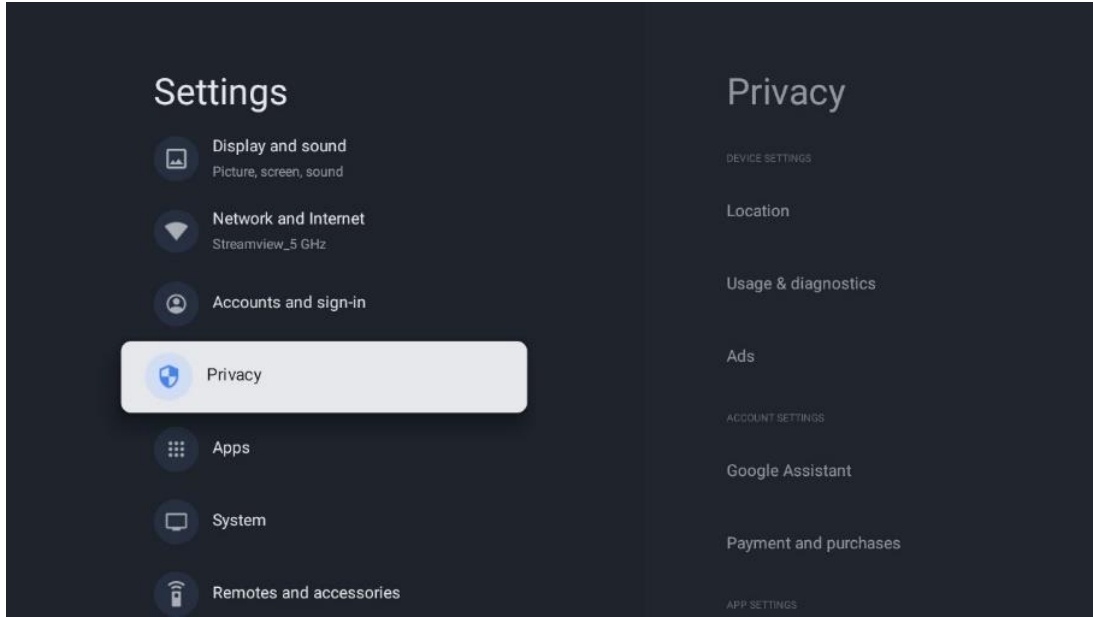 Settings
Display and sound
Picture, screen, sound
Network and Internet
Streamview_5 GHz
Accounts and sign-in
Privacy
Apps
System
Remotes and accessories
Privacy
DEVICE SETTINGS
Location
Usage & diagnostics
Ads
ACCOUNT SETTINGS
Google Assistant
Payment and purchases
APP SETTINGS